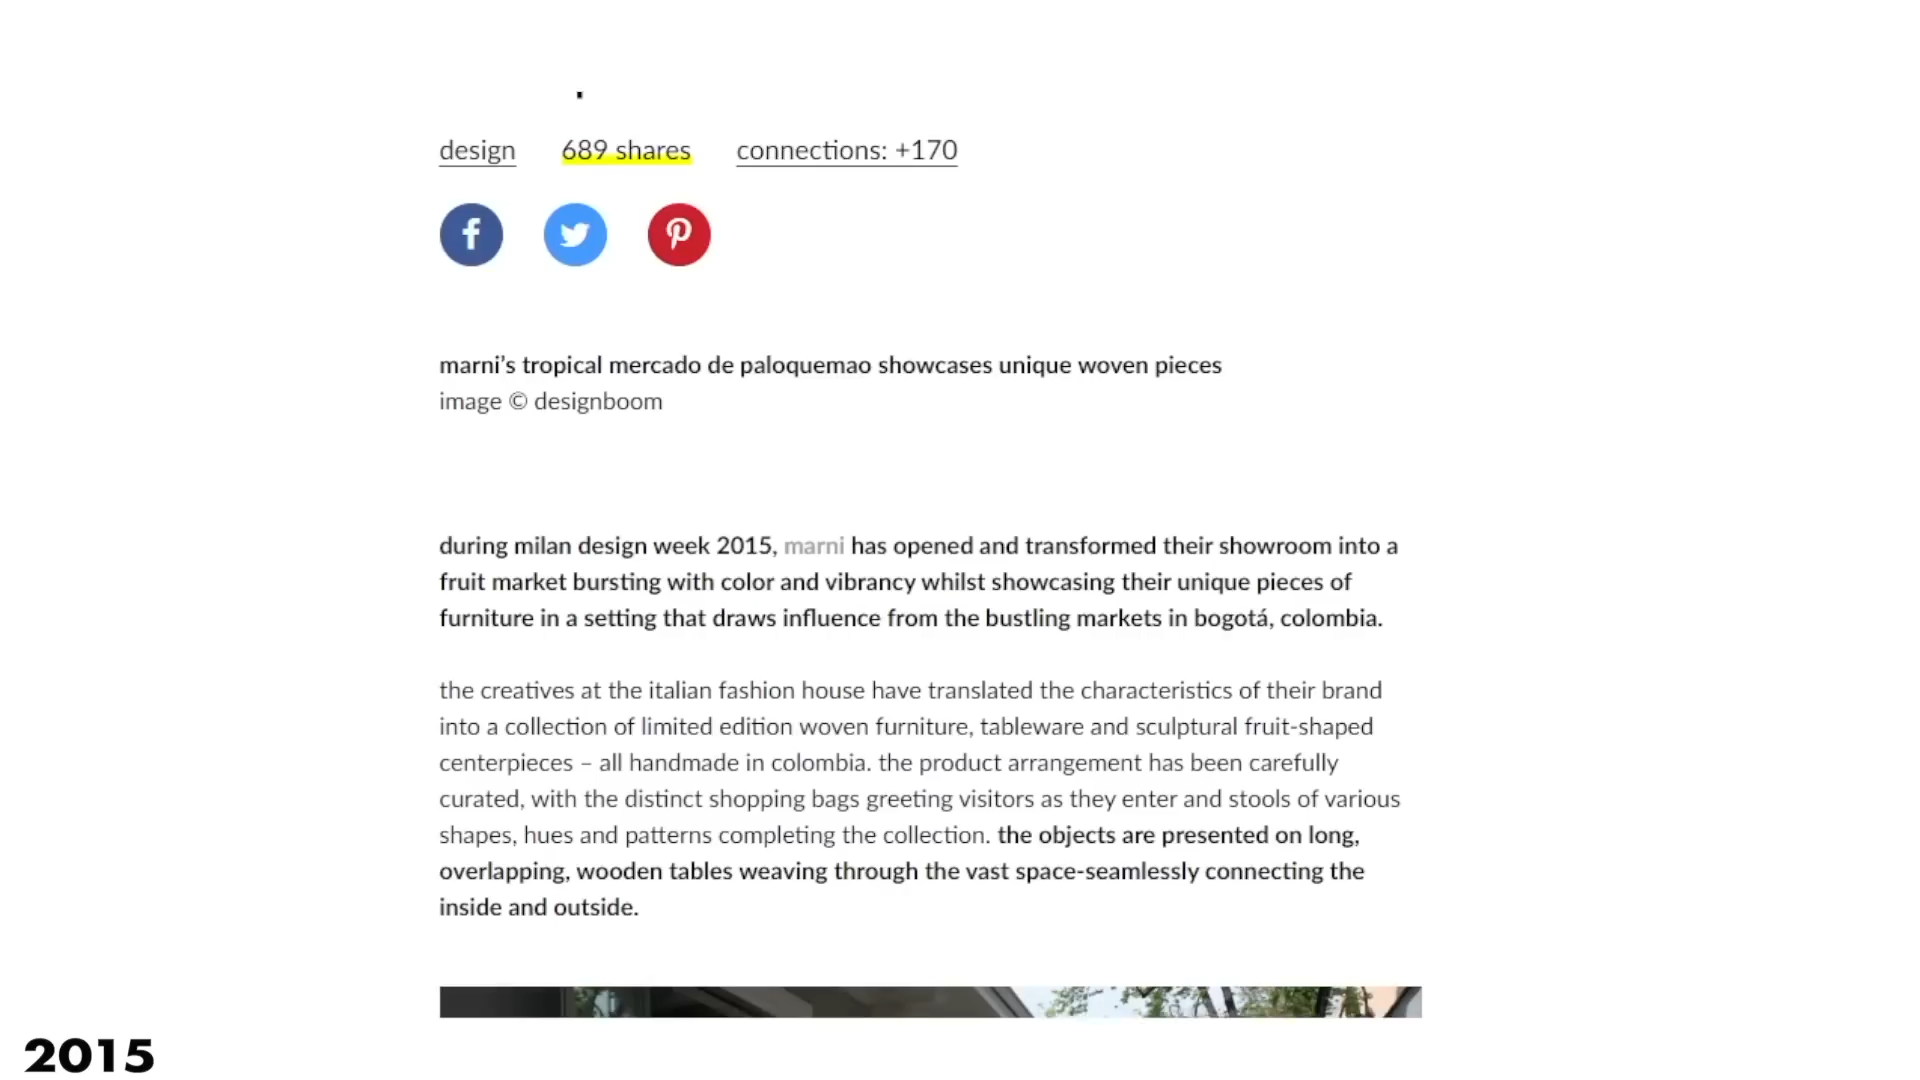 design 689 shares connections: +170
marni's tropical mercado de paloquemao showcases unique woven pieces
image © designboom
during milan design week 2015, marni has opened and transformed their showroom into a
fruit market bursting with color and vibrancy whilst showcasing their unique pieces of
furniture in a setting that draws influence from the bustling markets in bogotá, colombia.
the creatives at the italian fashion house have translated the characteristics of their brand
into a collection of limited edition woven furniture, tableware and sculptural fruit-shaped
centerpieces – all handmade in colombia. the product arrangement has been carefully
curated, with the distinct shopping bags greeting visitors as they enter and stools of various
shapes, hues and patterns completing the collection. the objects are presented on long,
overlapping, wooden tables weaving through the vast space-seamlessly connecting the
inside and outside.
2015